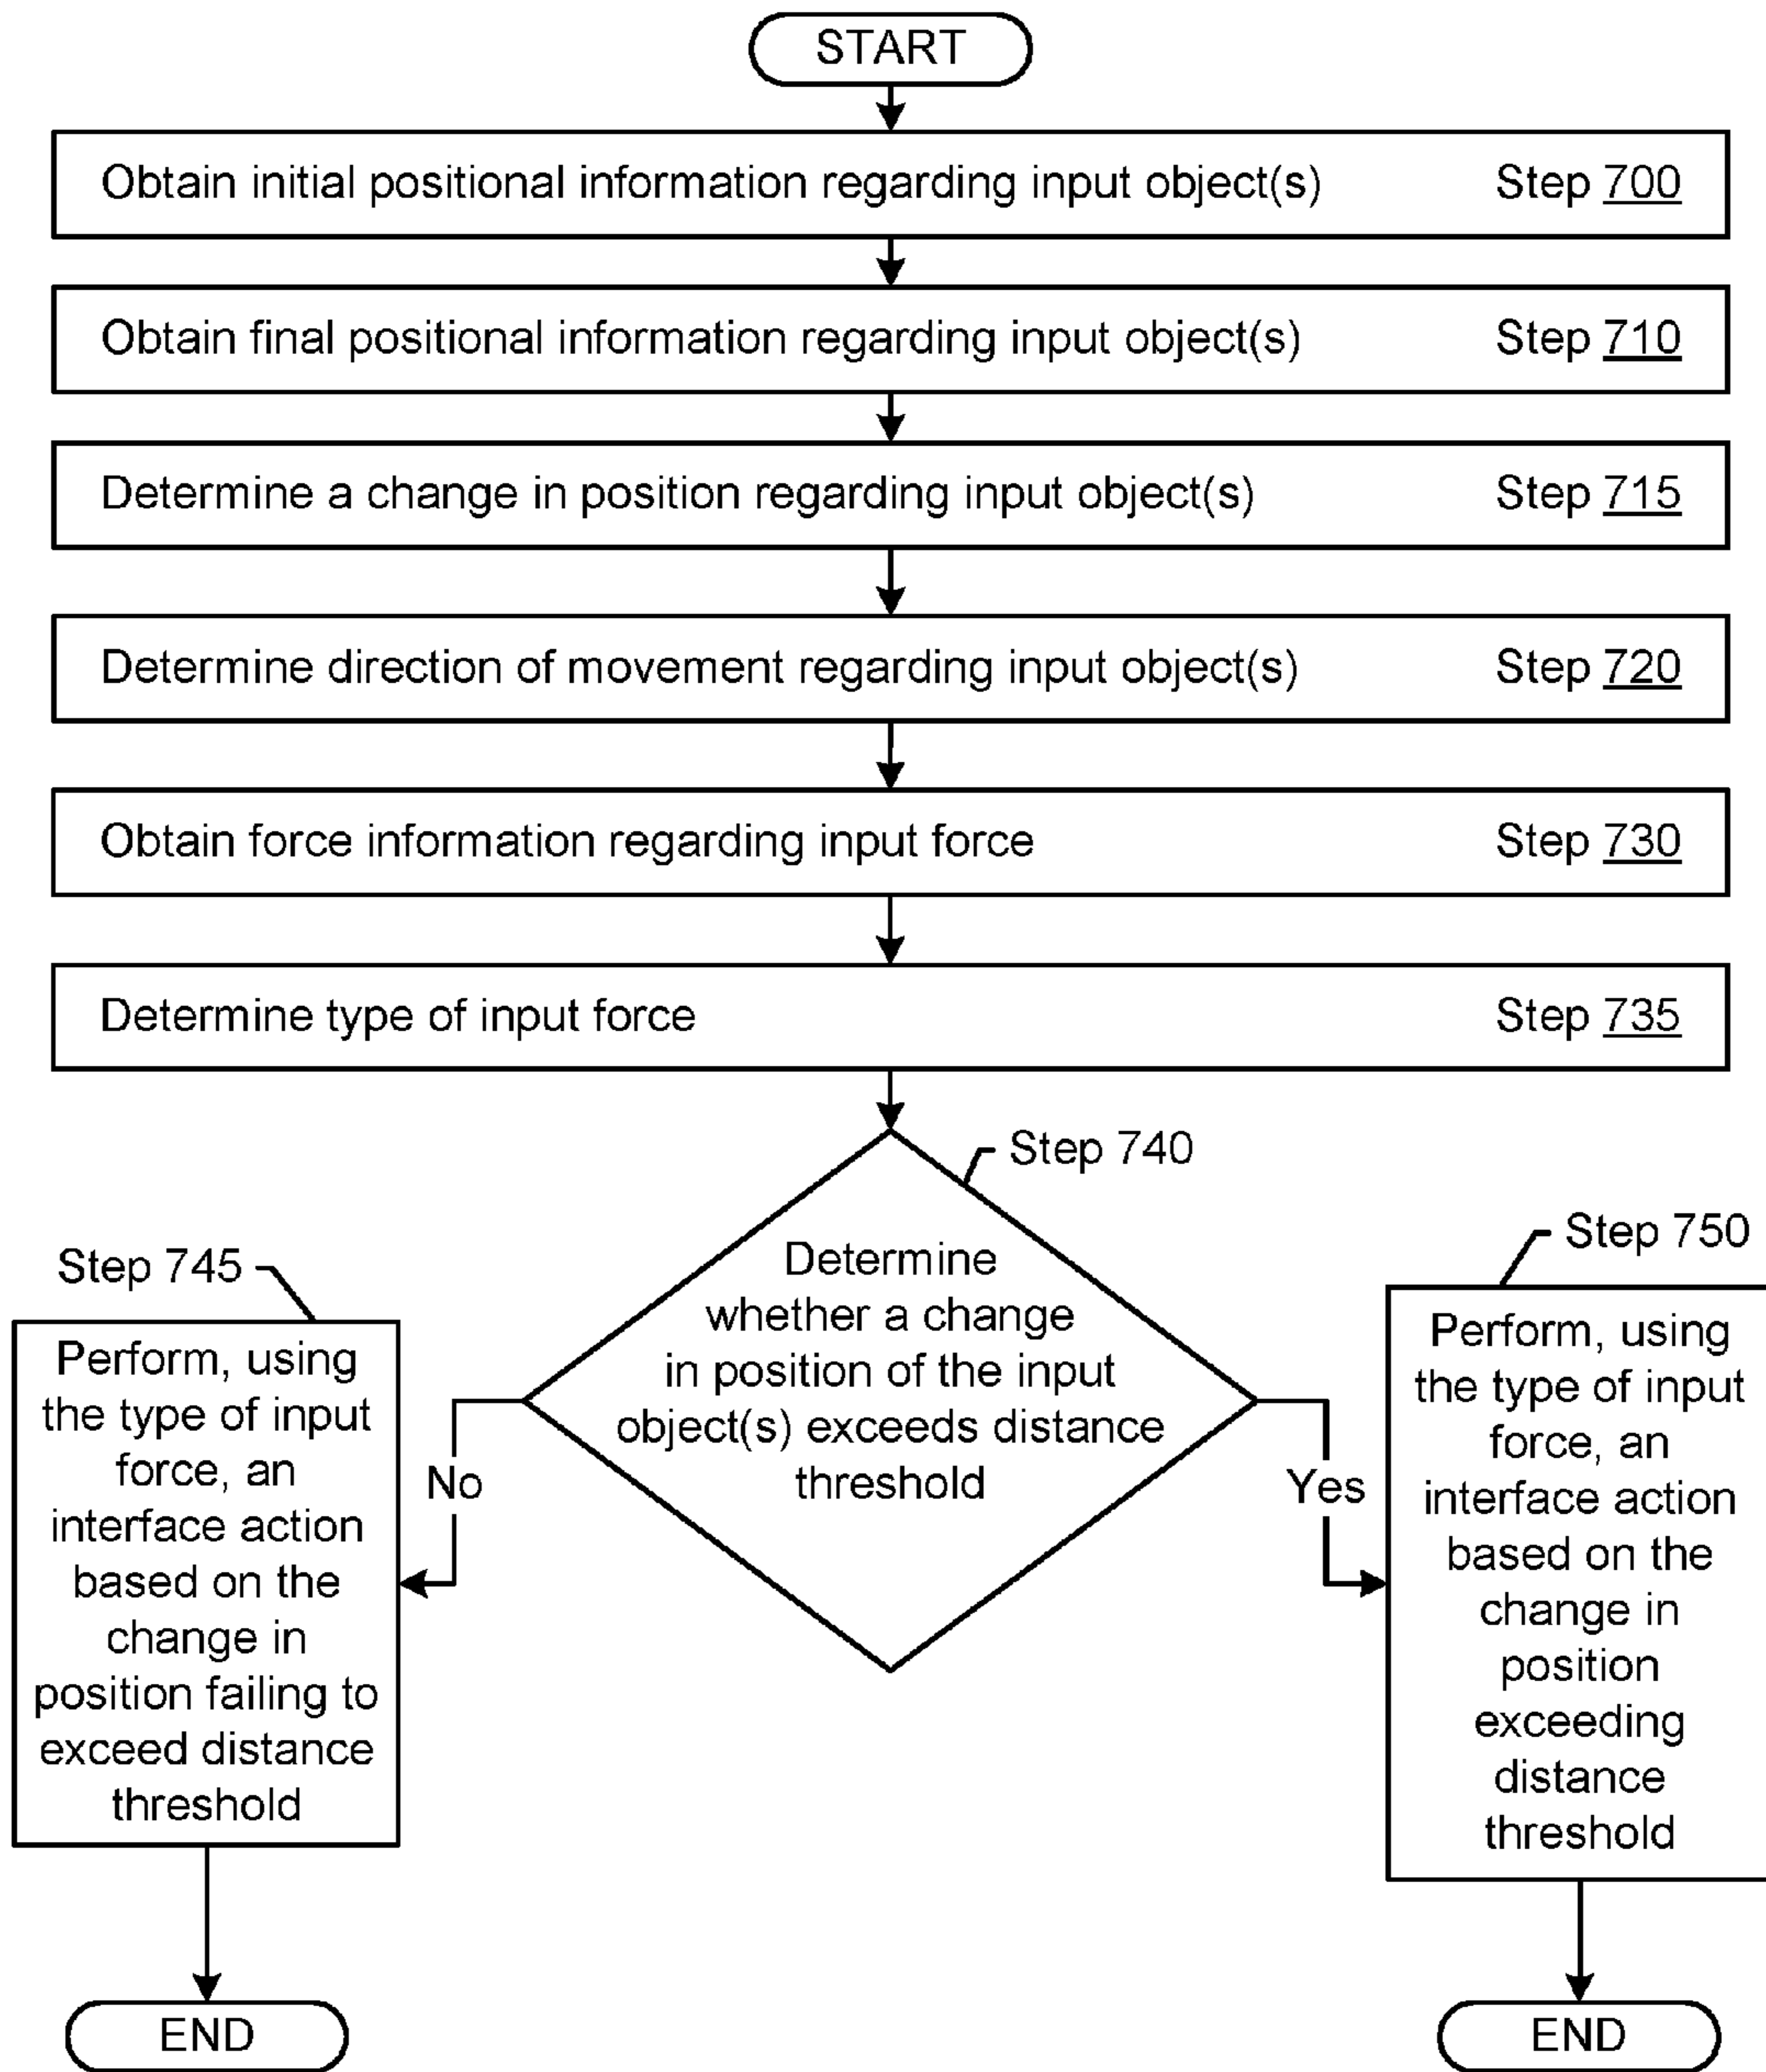 START
Obtain initial positional information regarding input object(s) Step 700
Obtain final positional information regarding input object(s) Step 710
Determine a change in position regarding input object(s) Step 715
Determine direction of movement regarding input object(s) Step 720
Obtain force information regarding input force Step 730
Determine type of input force Step 735
Step 740
Determine
whether a change
in position of the input
object(s) exceeds distance
threshold
No
Yes
Step 745
Perform, using
the type of input
force, an
interface action
based on the
change in
position failing to
exceed distance
threshold
END
Step 750
Perform, using
the type of input
force, an
interface action
based on the
change in
position
exceeding
distance
threshold
END